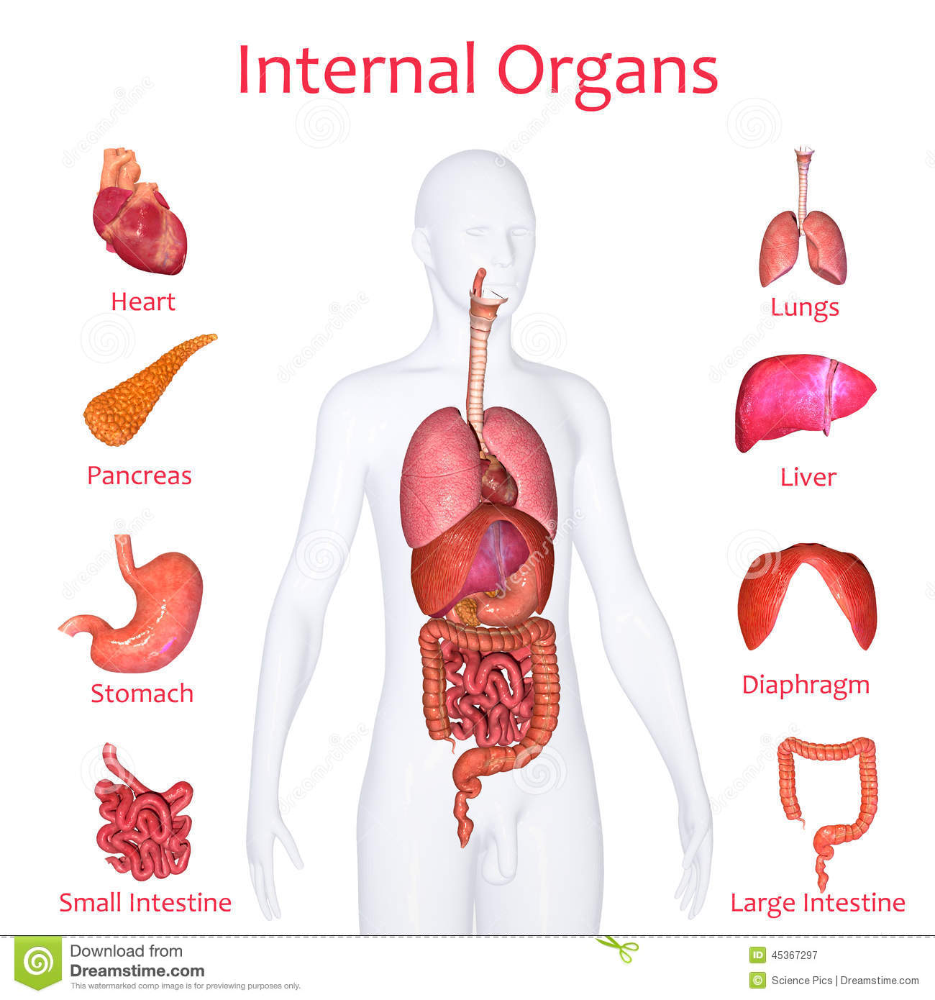 Internal Organs
Heart
Lungs
Pancreas
Liver
Stomach
Diaphragm
Small Intestine
Large Intestine
dreamstime
Download from
Dreamstime.com
This watermarked comp image is for previewing purposes only.
ID 45367297
© Science Pics | Dreamstime.com